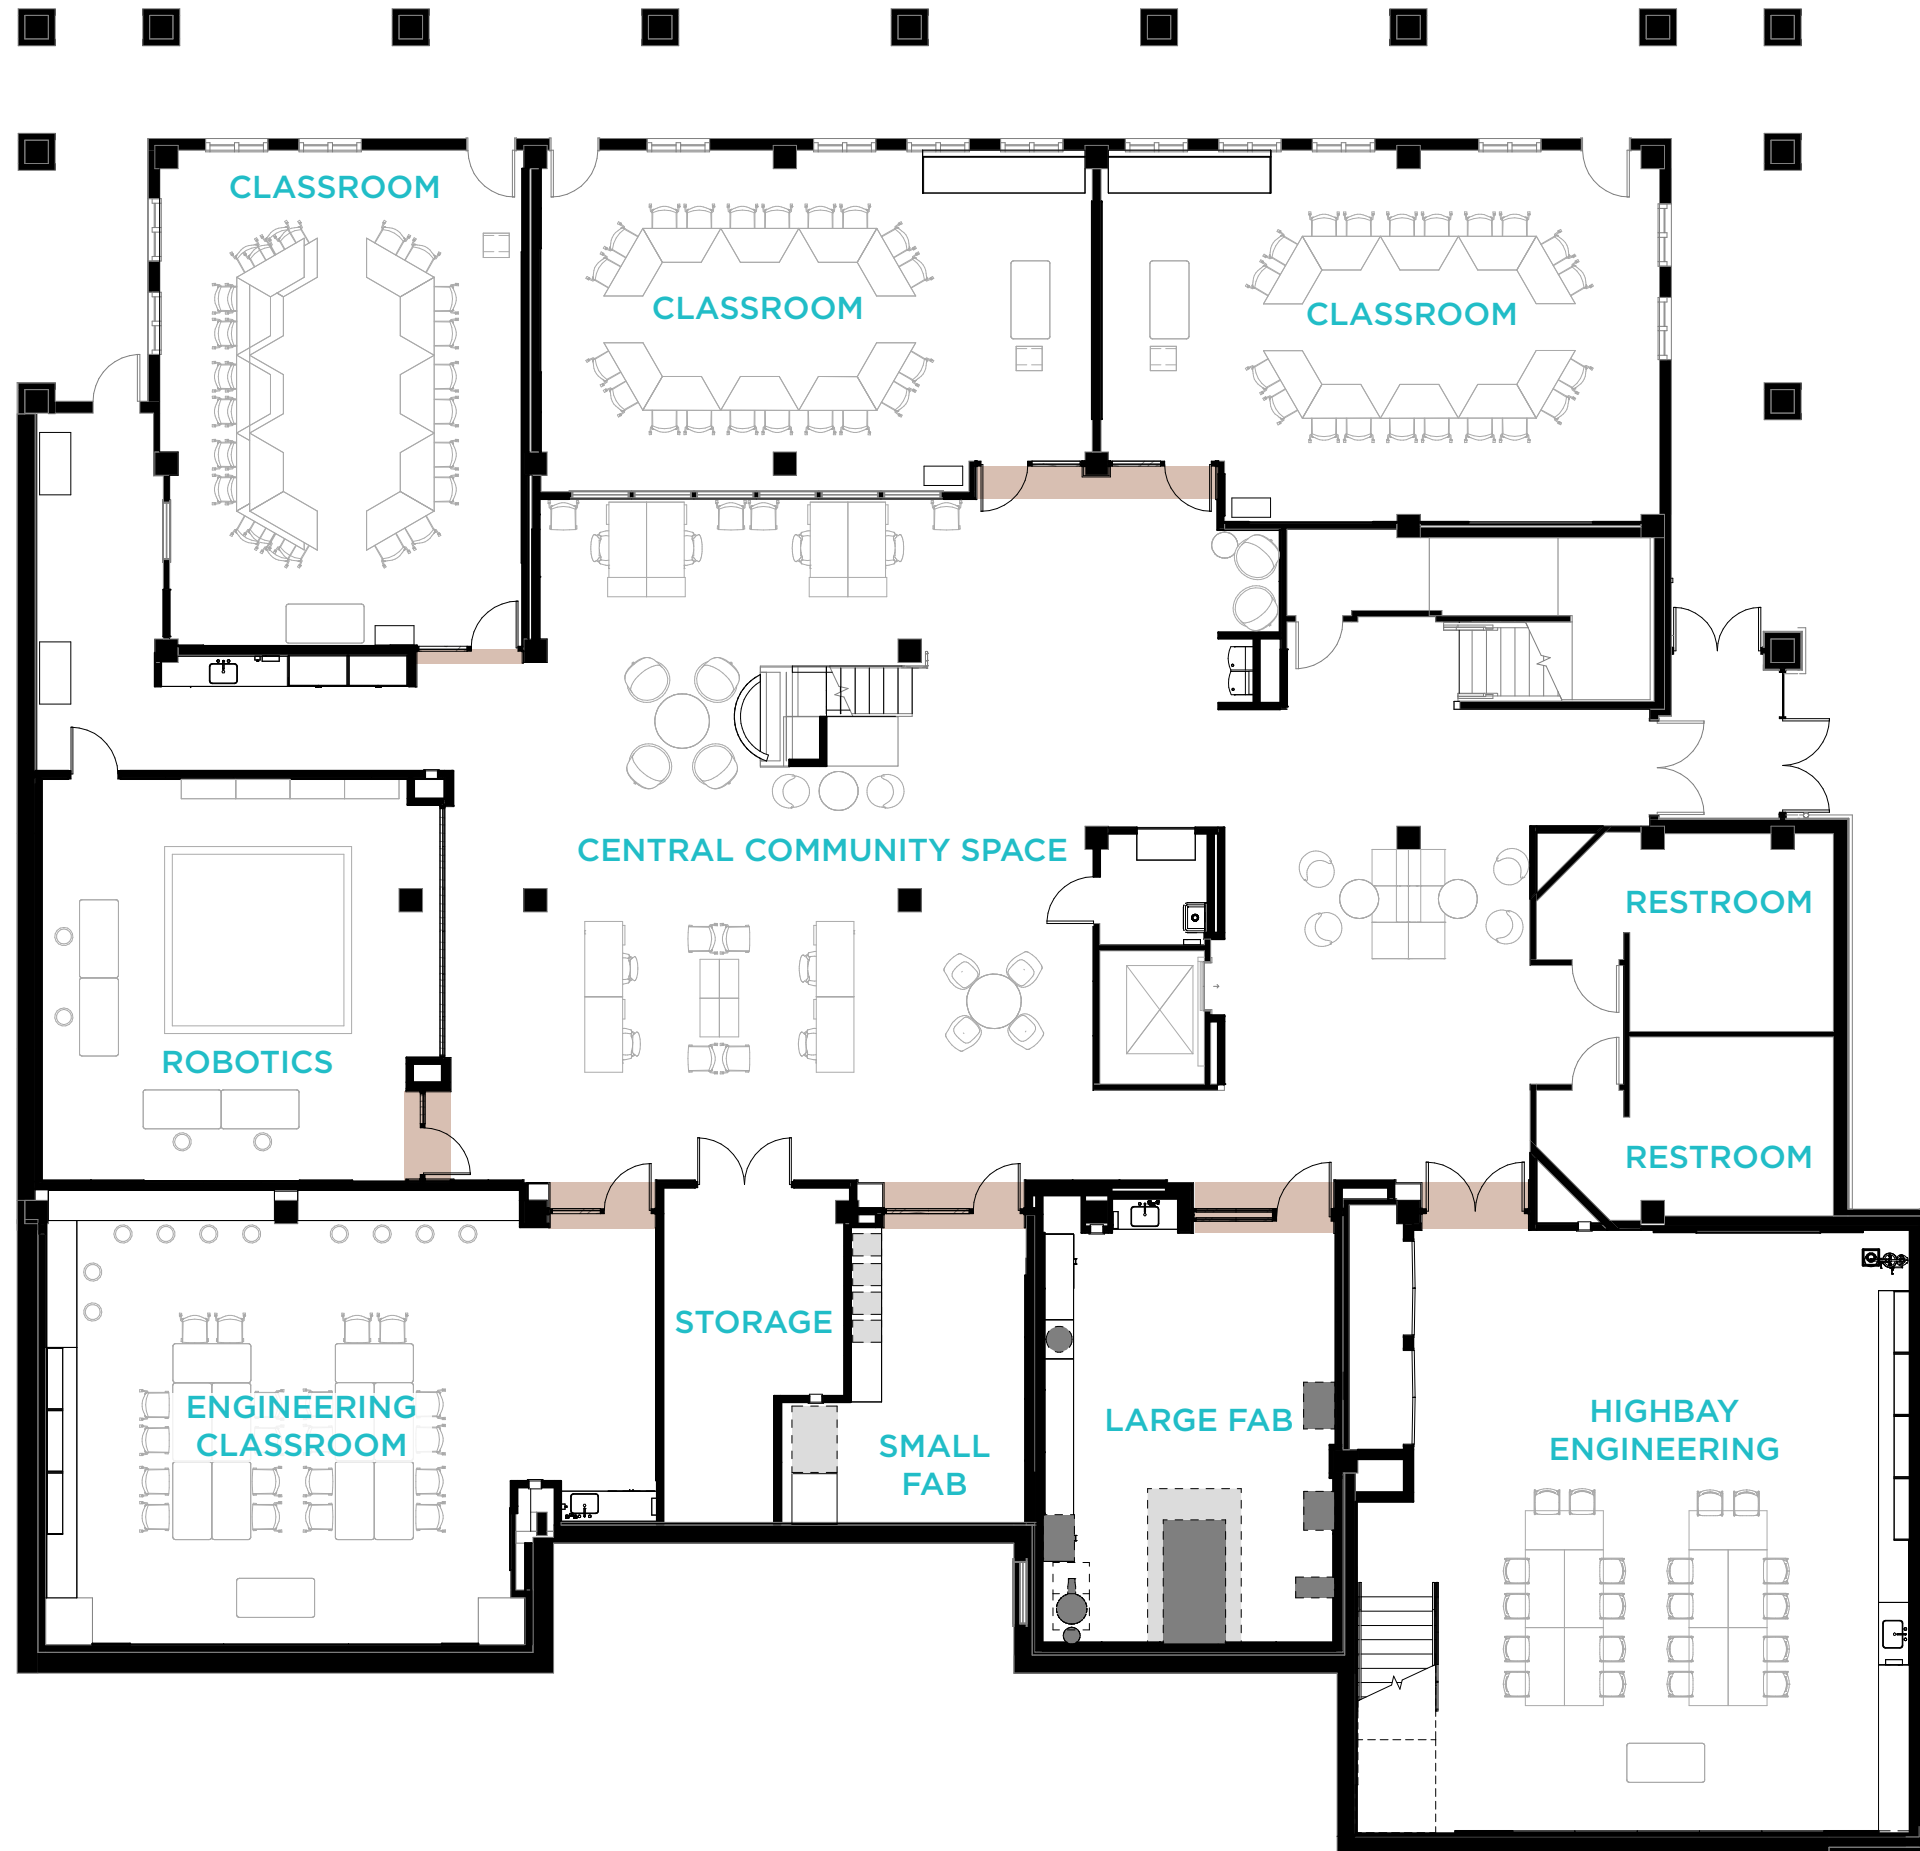 CLASSROOM
CLASSROOM
CLASSROOM
CENTRAL COMMUNITY SPACE
RESTROOM
ROBOTICS
RESTROOM
STORAGE
ENGINEERING
CLASSROOM
SMALL
FAB
LARGE FAB
HIGHBAY
ENGINEERING